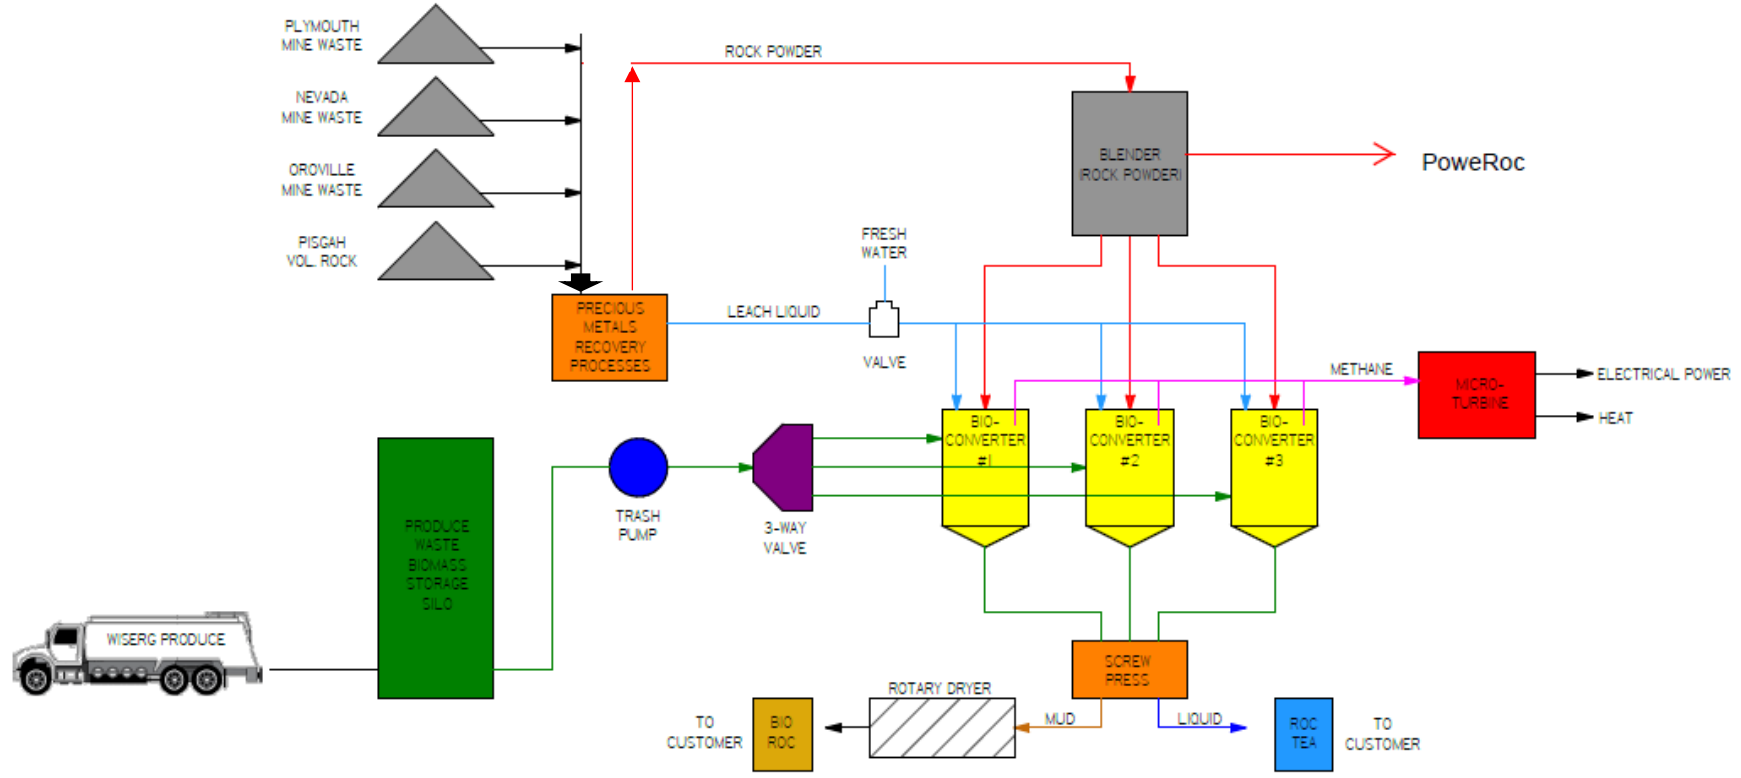 PLYMOUTH
MINE WASTE
NEVADA
MINE WASTE
OROVILLE
MINE WASTE
PISGAH
VOL. ROCK
ROCK POWDER
BLENDER
(ROCK POWDER)
PoweRoc
FRESH
WATER
PRECIOUS
METALS
RECOVERY
PROCESSES
LEACH LIQUID
VALVE
METHANE
MICRO-
TURBINE
ELECTRICAL POWER
HEAT
BIO-
CONVERTER
#1
BIO-
CONVERTER
#2
BIO-
CONVERTER
#3
TRASH
PUMP
3-WAY
VALVE
PRODUCE
WASTE
BIOMASS
STORAGE
SILO
WISERG PRODUCE
SCREW
PRESS
ROTARY DRYER
MUD
LIQUID
TO
CUSTOMER
BIO
ROC
ROC
TEA
TO
CUSTOMER